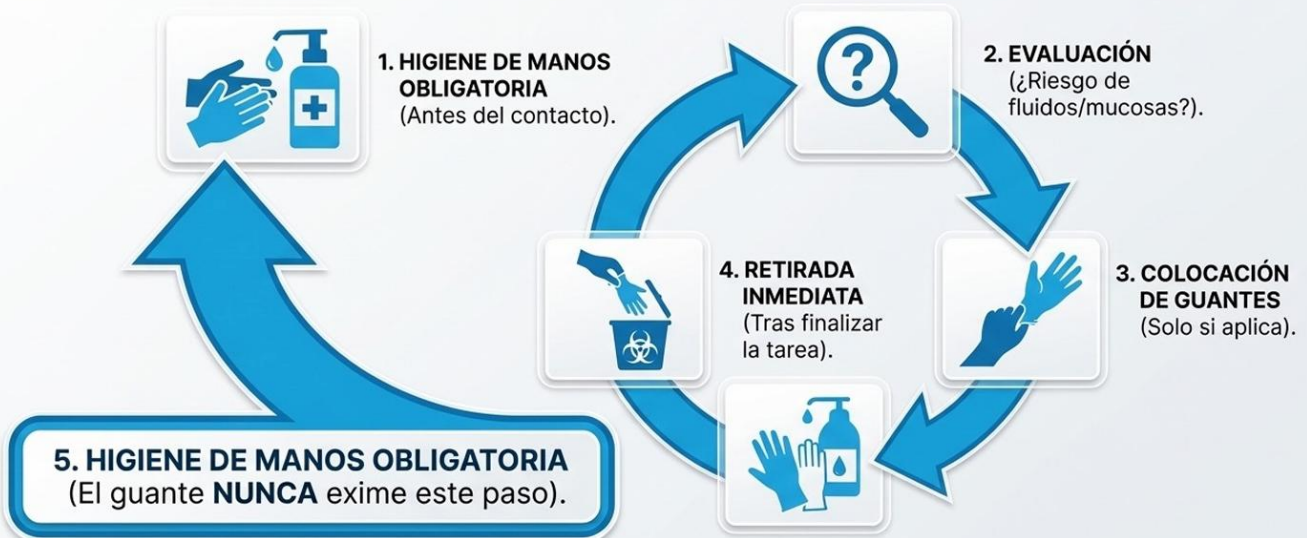 1. HIGIENE DE MANOS
OBLIGATORIA
(Antes del contacto).
?
2. EVALUACIÓN
(¿Riesgo de
fluidos/mucosas?).
3. COLOCACIÓN
DE GUANTES
(Solo si aplica).
4. RETIRADA
INMEDIATA
(Tras finalizar
la tarea).
5. HIGIENE DE MANOS OBLIGATORIA
(El guante NUNCA exime este paso).